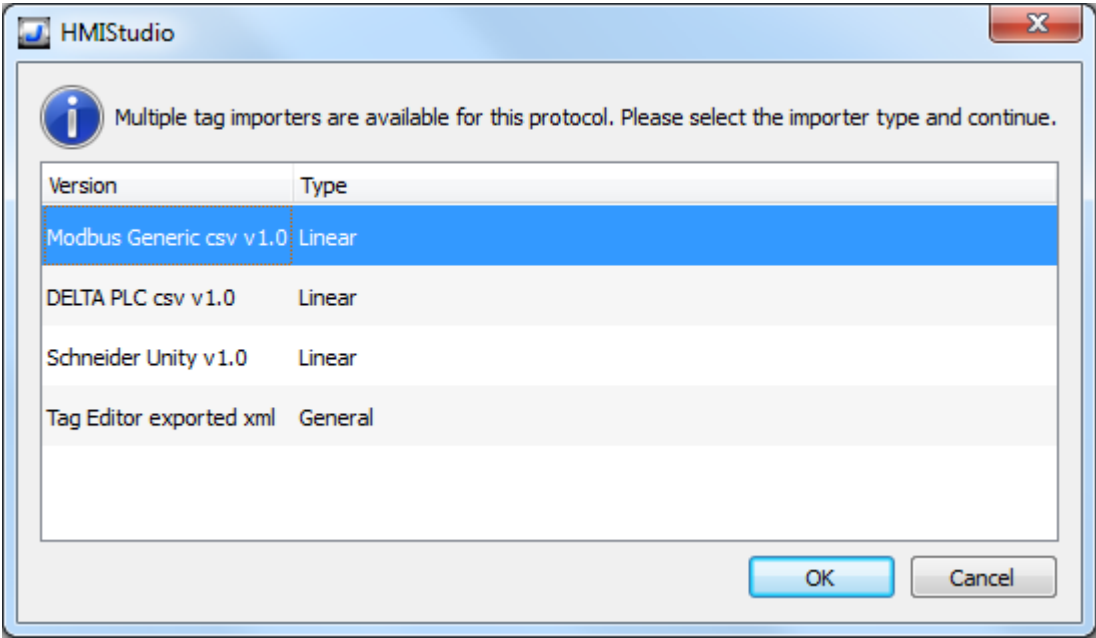 HMIStudio
Multiple tag importers are available for this protocol. Please select the importer type and continue.
Version Type
Modbus Generic csv v1.0 Linear
DELTA PLC csv v1.0 Linear
Schneider Unity v1.0 Linear
Tag Editor exported xml General
OK Cancel